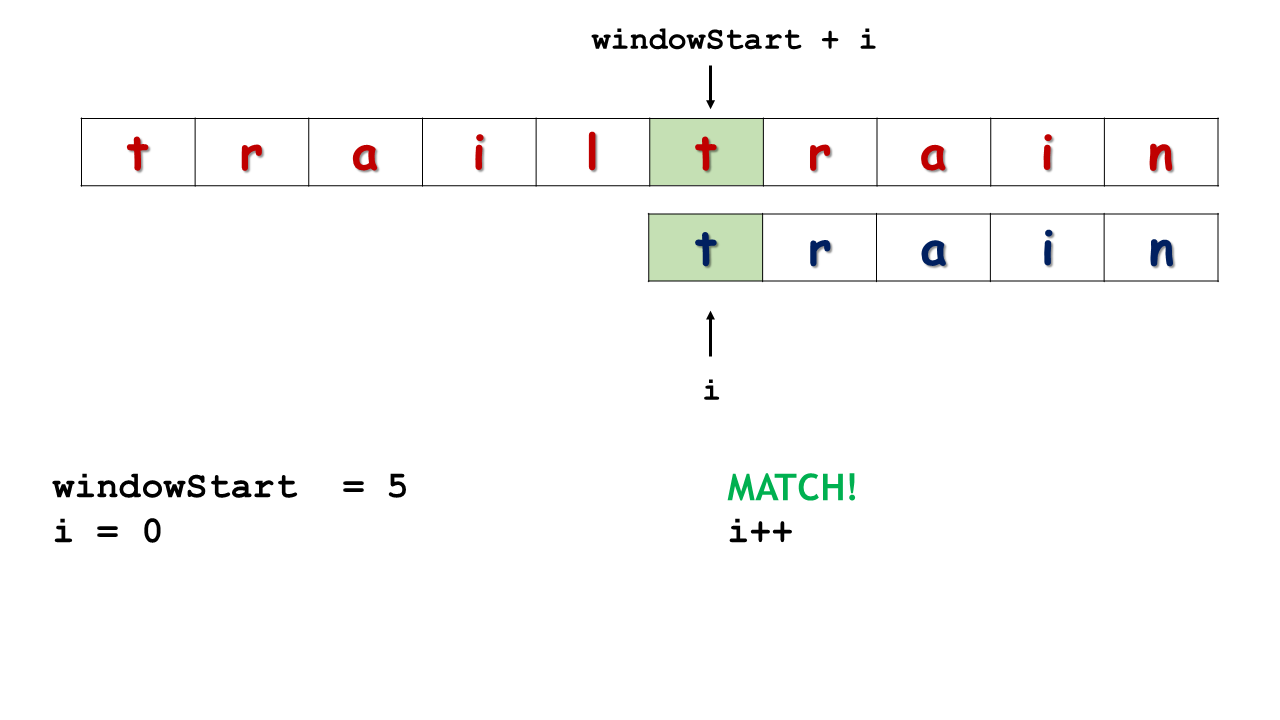 windowStart + i
t r a i l t r a i n
t r a i n
i
windowStart = 5
MATCH!
i = 0
i++